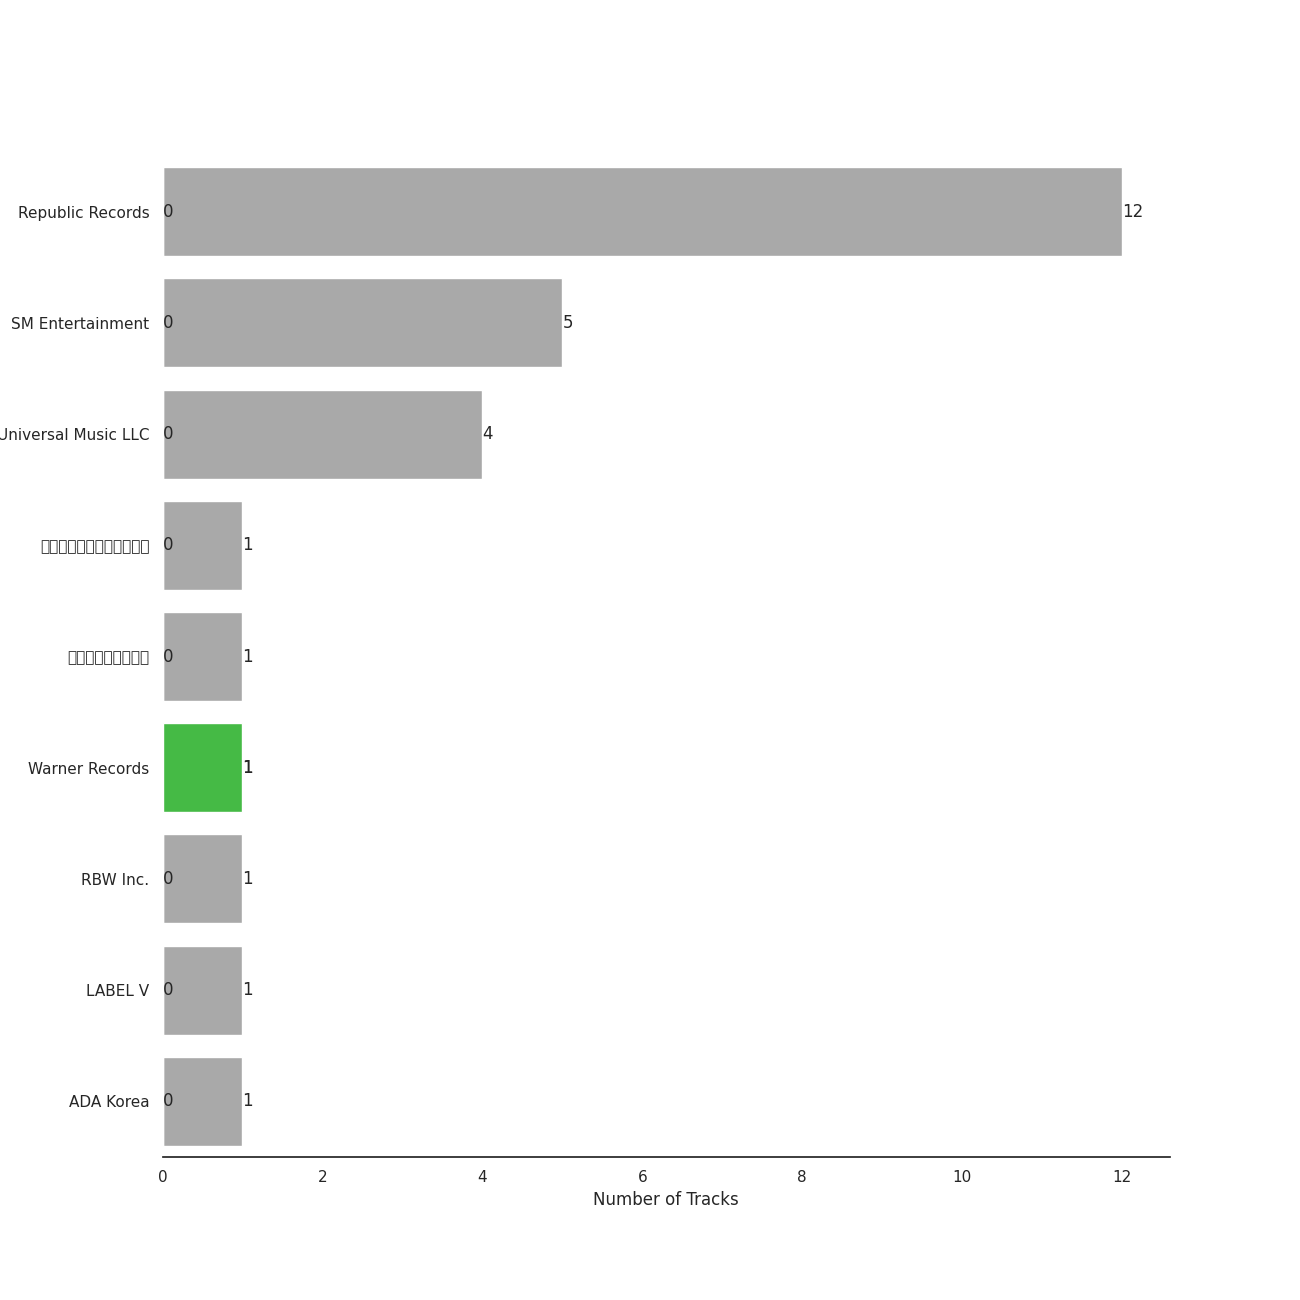 Republic Records 0 12
SM Entertainment 0 5
Universal Music LLC 0 4
0 1
0 1
Warner Records 1
RBW Inc. 0 1
LABEL V 0 1
ADA Korea 0 1
0 2 4 6 8 10 12
Number of Tracks